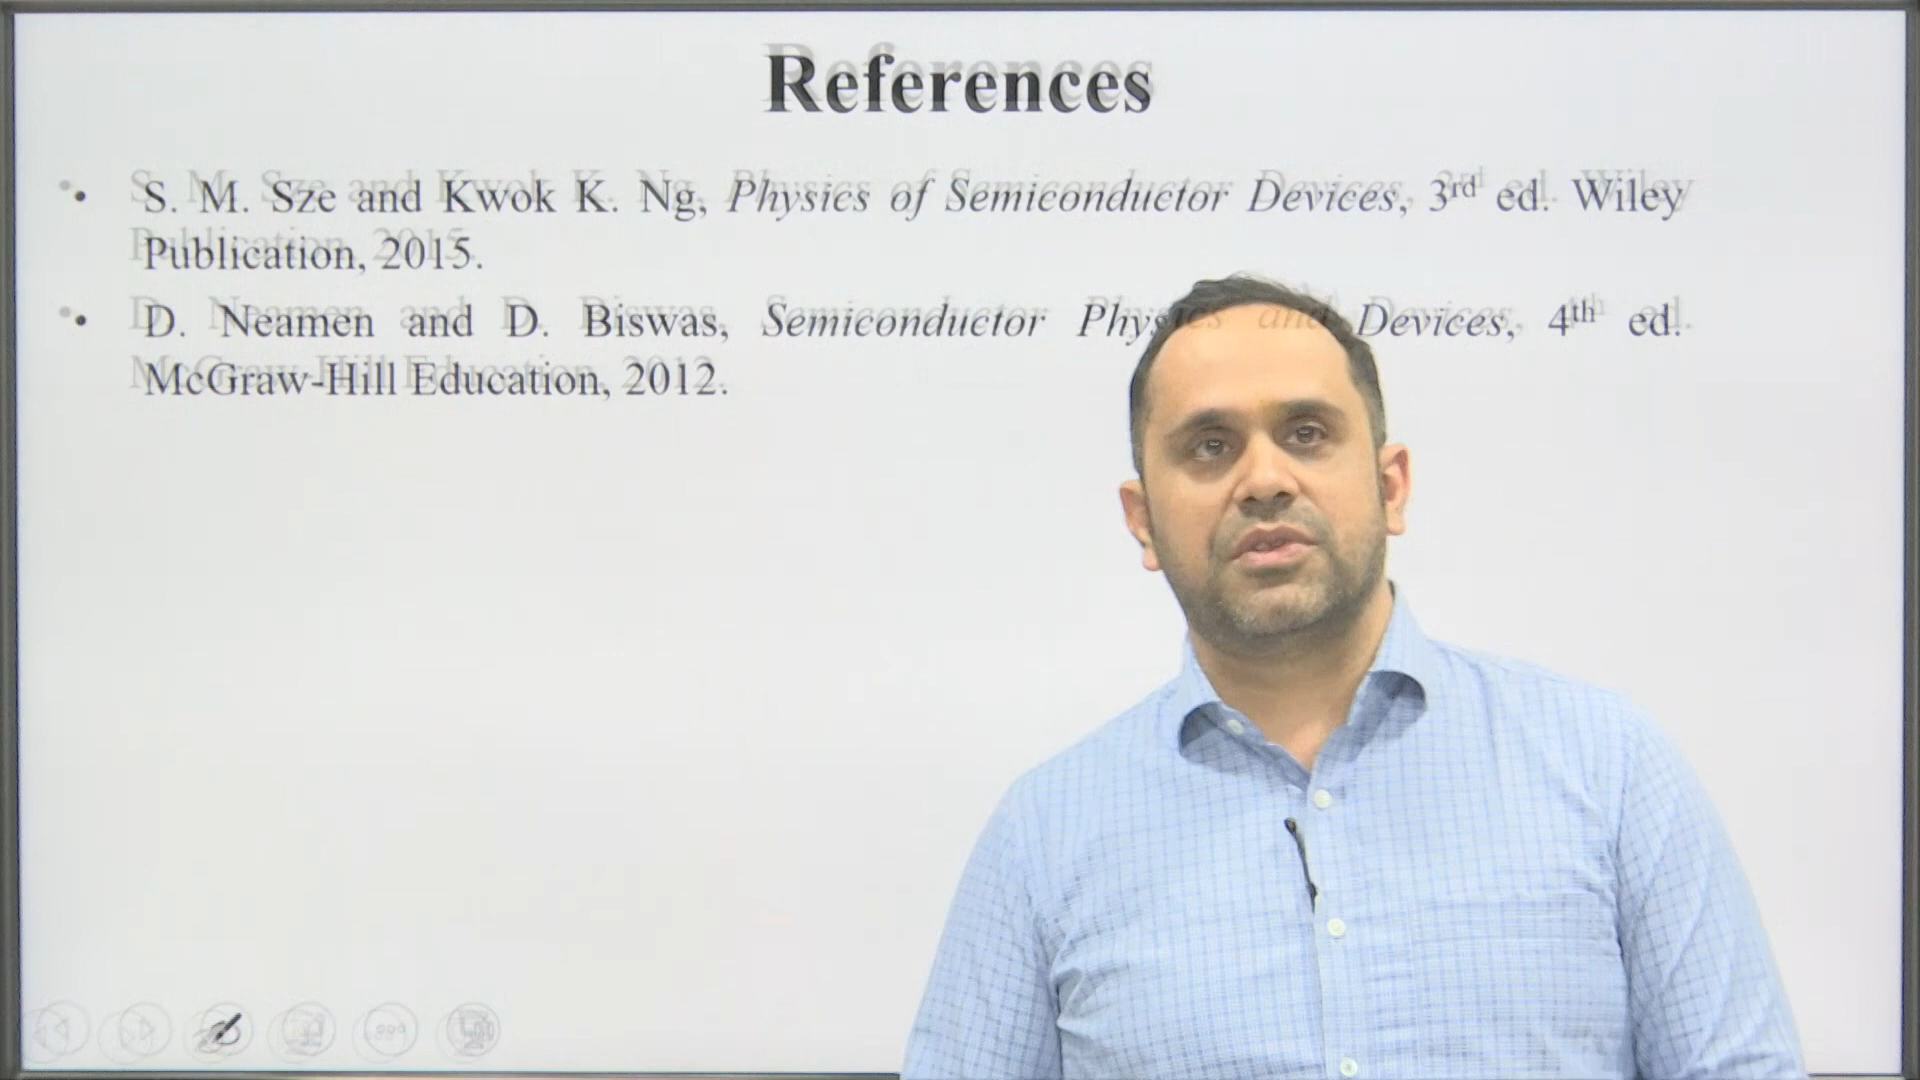 References
• S. M. Sze and Kwok K. Ng, Physics of Semiconductor Devices, 3rd ed. Wiley
Publication, 2015.
• D. Neamen and D. Biswas, Semiconductor Physics and Devices, 4th ed.
McGraw-Hill Education, 2012.